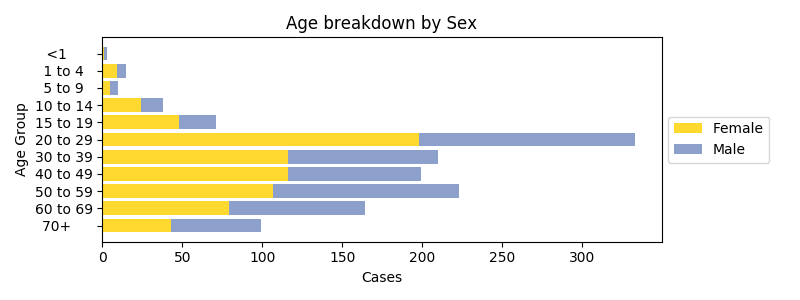 Age breakdown by Sex
Age Group
<1
1 to 4
5 to 9
10 to 14
15 to 19
20 to 29
30 to 39
40 to 49
50 to 59
60 to 69
70+
0 50 100 150 200 250 300
Cases
Female
Male